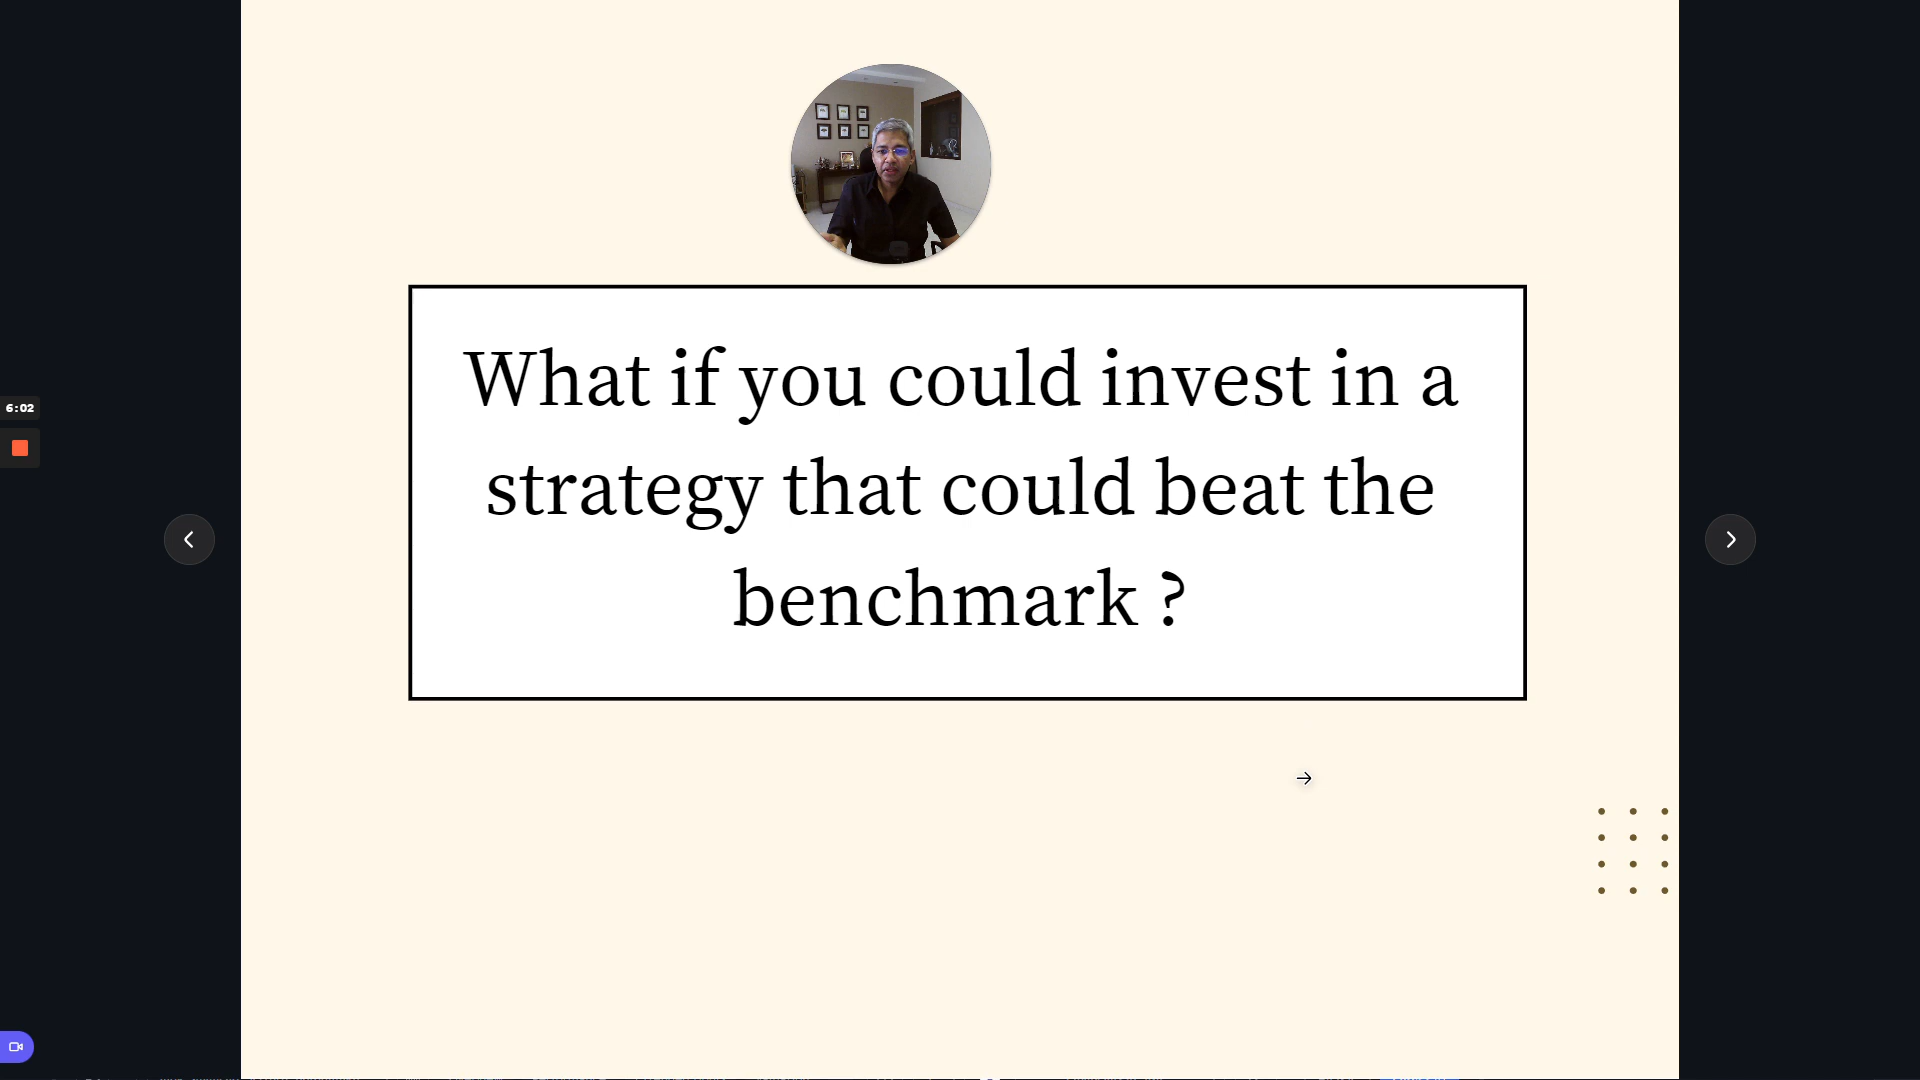 6:02
What if you could invest in a
strategy that could beat the
benchmark ?